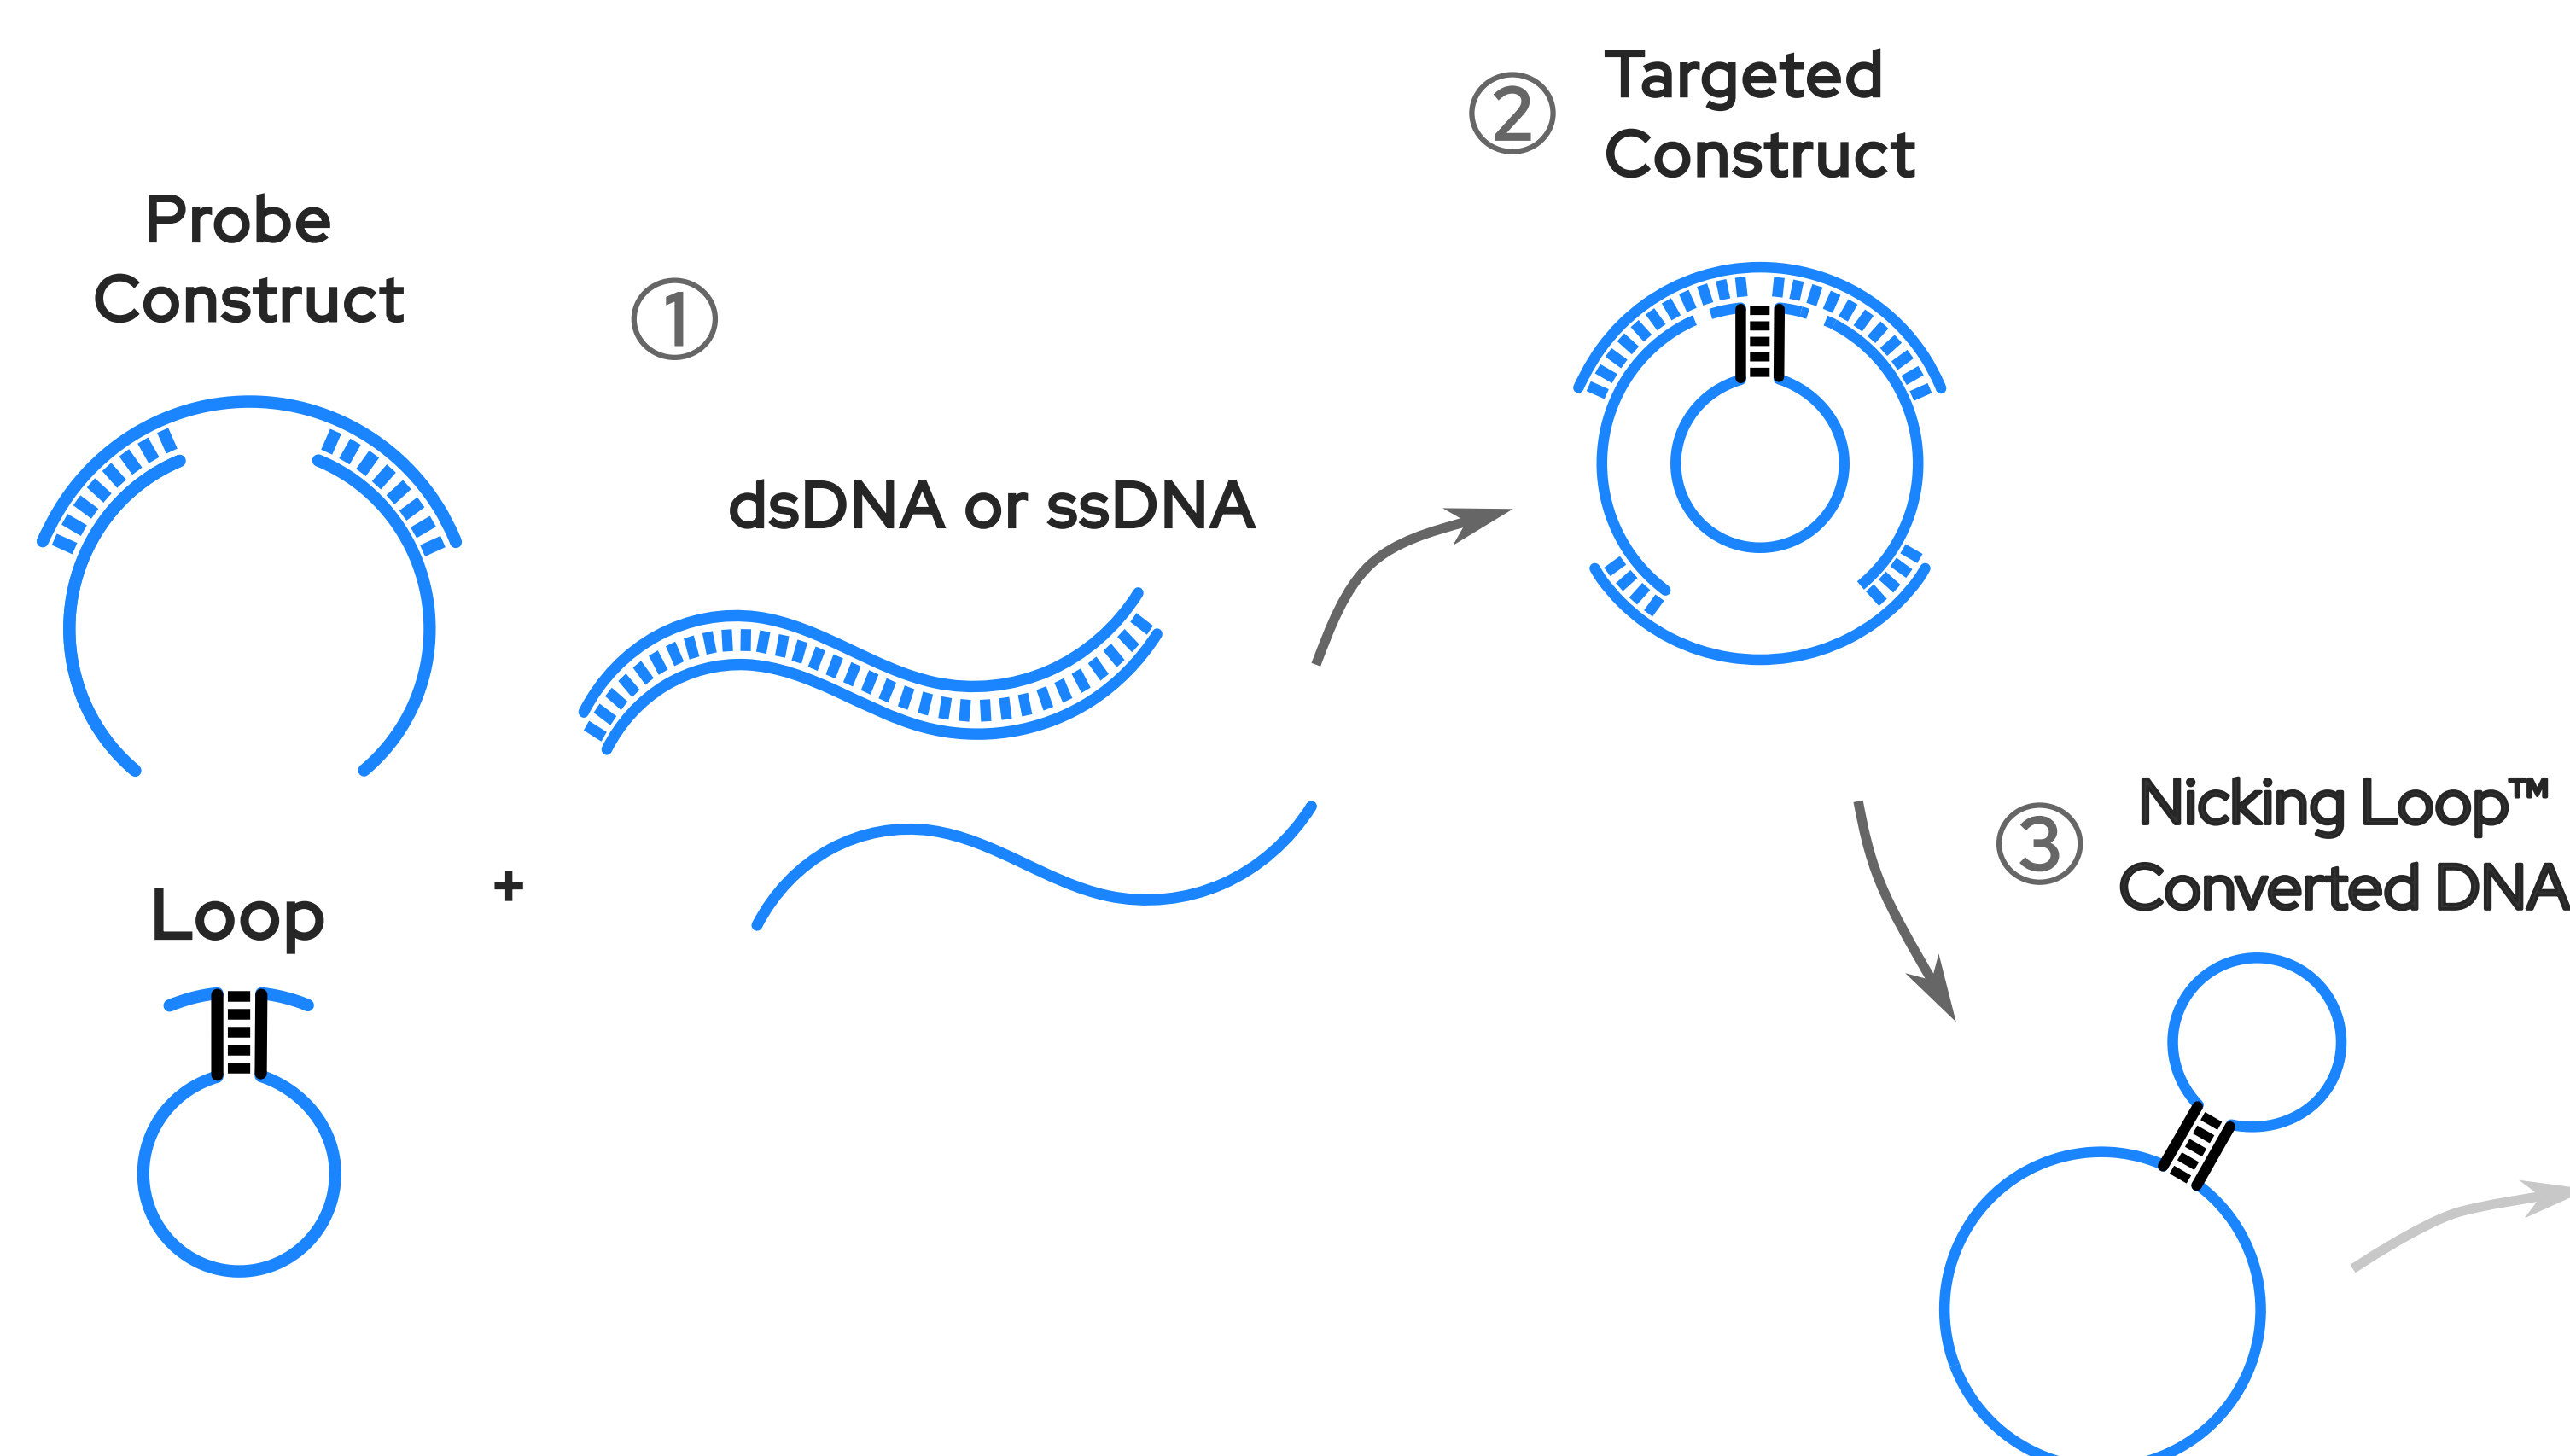 Probe
Construct
1
dsDNA or ssDNA
Loop
+
2
Targeted
Construct
3
Nicking Loop™
Converted DNA